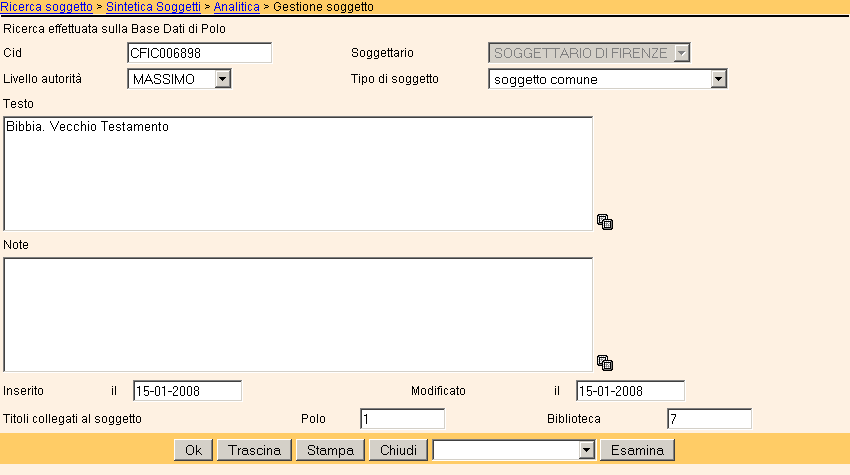 Ricerca soggetto > Sintetica Soggetti > Analitica > Gestione soggetto
Ricerca effettuata sulla Base Dati di Polo
Cid CFIC006898 Soggettario SOGGETTARIO DI FIRENZE
Livello autorità MASSIMO Tipo di soggetto soggetto comune
Testo
Bibbia. Vecchio Testamento
Note
Inserito il 15-01-2008 Modificato il 15-01-2008
Titoli collegati al soggetto Polo 1 Biblioteca 7
Ok Trascina Stampa Chiudi Esamina